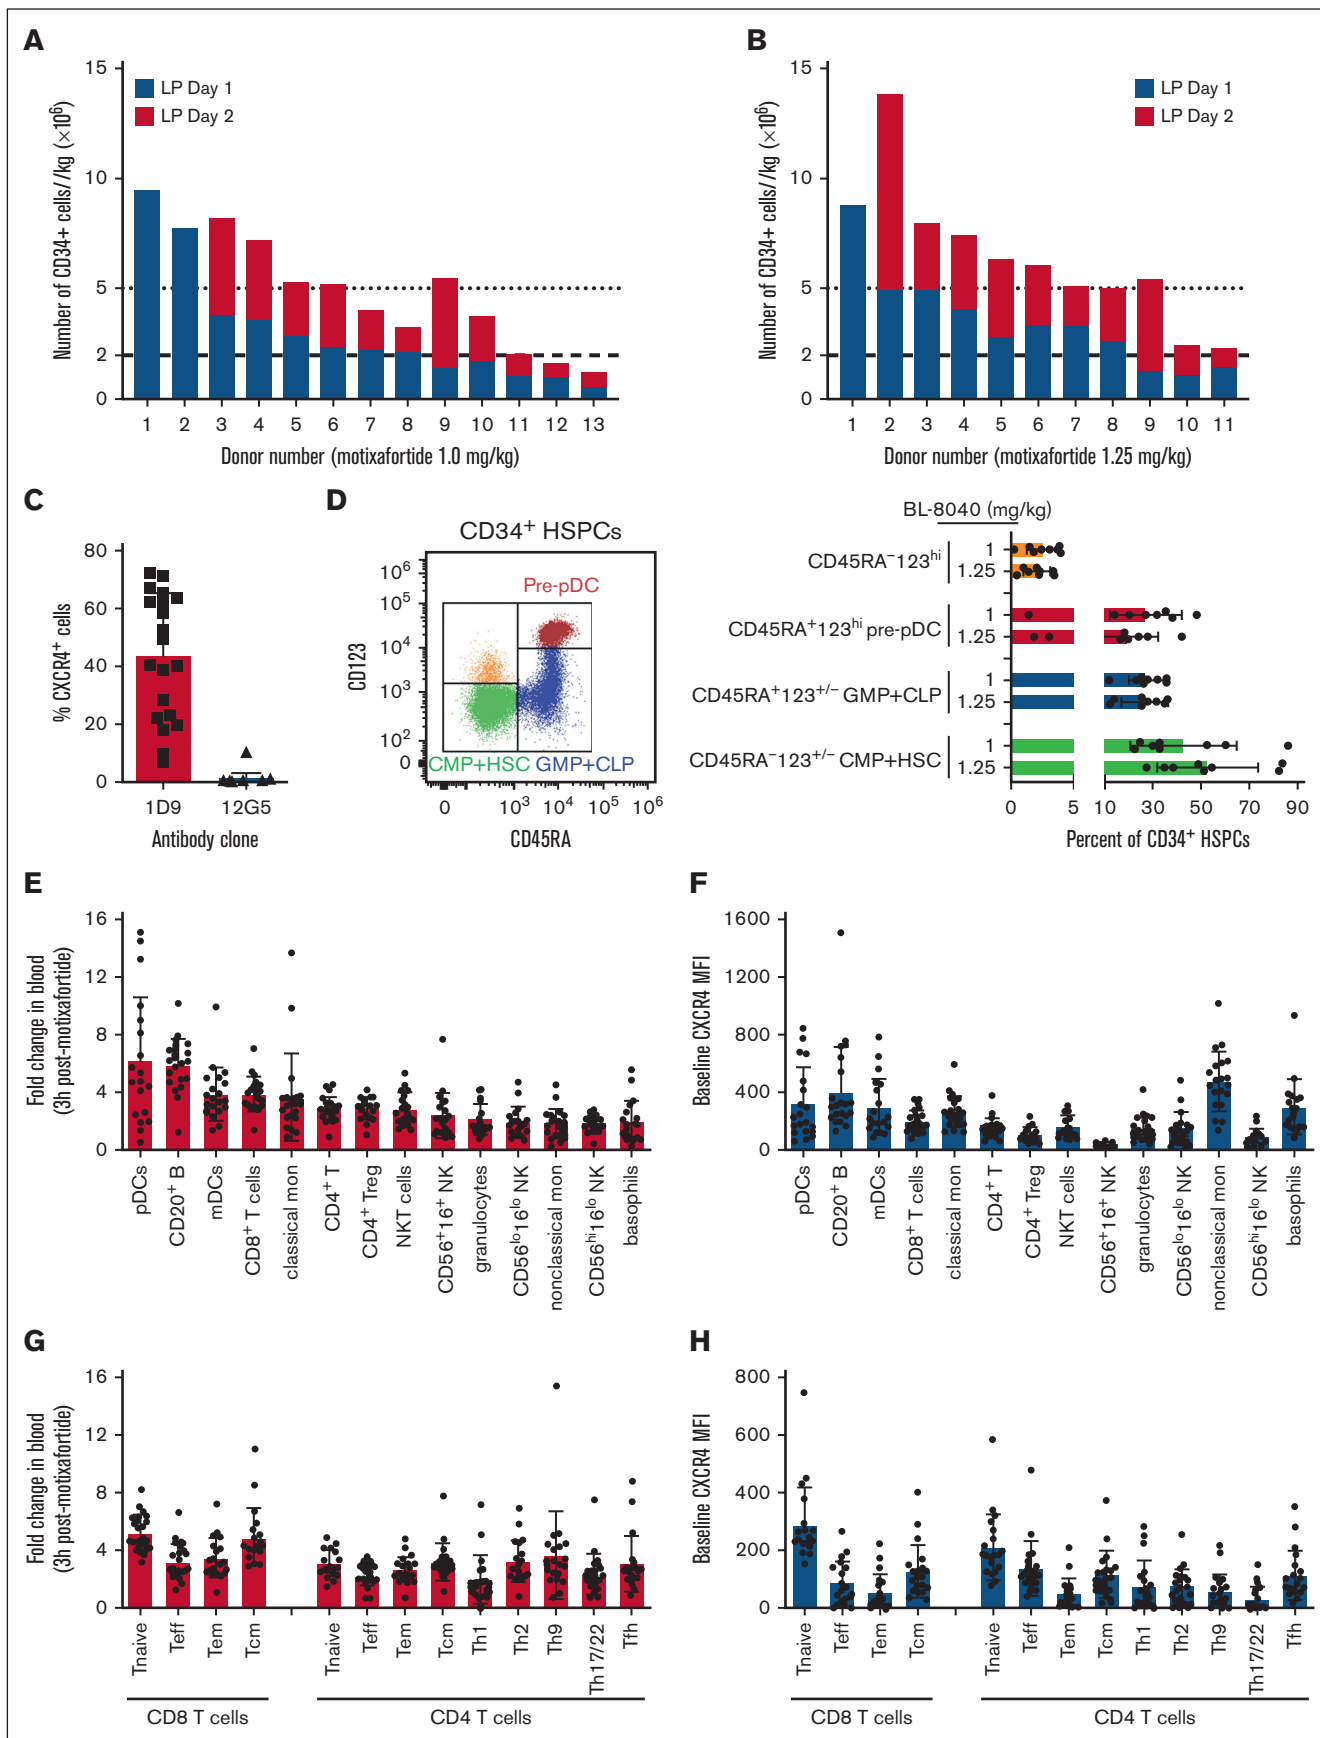 A
15
10
5
2
0
Number of CD34+ cells//kg (×10⁶)
LP Day 1
LP Day 2
1 2 3 4 5 6 7 8 9 10 11 12 13
Donor number (motixafortide 1.0 mg/kg)
B
15
10
5
2
0
Number of CD34+ cells//kg (×10⁶)
LP Day 1
LP Day 2
1 2 3 4 5 6 7 8 9 10 11
Donor number (motixafortide 1.25 mg/kg)
C
80
60
40
20
0
% CXCR4⁺ cells
1D9 12G5
Antibody clone
D
CD34⁺ HSPCs
Pre-pDC
CMP+HSC GMP+CLP
10⁶
10⁵
10⁴
10³
10²
0
CD123
0 10³ 10⁴ 10⁵ 10⁶
CD45RA
BL-8040 (mg/kg)
CD45RA⁻123ʰⁱ
1
1.25
CD45RA⁺123ʰⁱ pre-pDC
1
1.25
CD45RA⁺123⁺/⁻ GMP+CLP
1
1.25
CD45RA⁻123⁺/⁻ CMP+HSC
1
1.25
0 5 10 30 50 70 90
Percent of CD34⁺ HSPCs
E
16
12
8
4
0
Fold change in blood
(3h post-motixafortide)
pDCs
CD20⁺ B
mDCs
CD8⁺ T cells
classical mon
CD4⁺ T
CD4⁺ Treg
NKT cells
CD56⁺16⁺ NK
granulocytes
CD56ˡᵒ16ˡᵒ NK
nonclassical mon
CD56ʰⁱ16ˡᵒ NK
basophils
F
1600
1200
800
400
0
Baseline CXCR4 MFI
pDCs
CD20⁺ B
mDCs
CD8⁺ T cells
classical mon
CD4⁺ T
CD4⁺ Treg
NKT cells
CD56⁺16⁺ NK
granulocytes
CD56ˡᵒ16ˡᵒ NK
nonclassical mon
CD56ʰⁱ16ˡᵒ NK
basophils
G
16
12
8
4
0
Fold change in blood
(3h post-motixafortide)
Tnaive
Teff
Tem
Tcm
Tnaive
Teff
Tem
Tcm
Th1
Th2
Th9
Th17/22
Tfh
CD8 T cells
CD4 T cells
H
800
600
400
200
0
Baseline CXCR4 MFI
Tnaive
Teff
Tem
Tcm
Tnaive
Teff
Tem
Tcm
Th1
Th2
Th9
Th17/22
Tfh
CD8 T cells
CD4 T cells